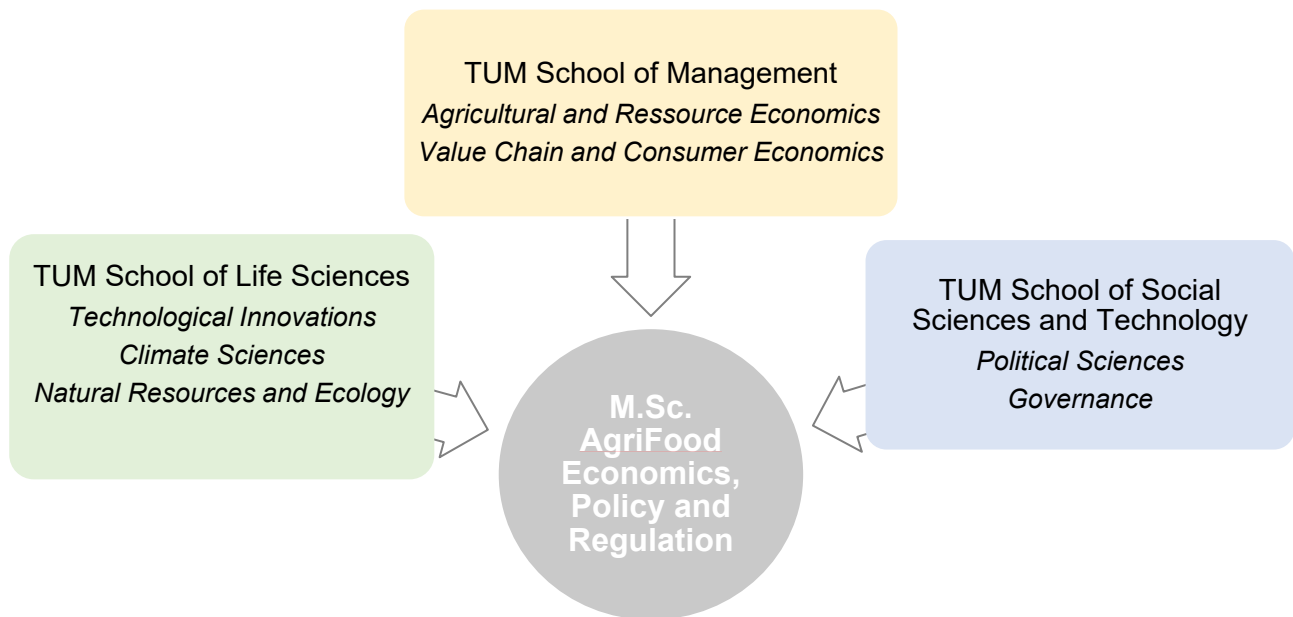 TUM School of Management
Agricultural and Ressource Economics
Value Chain and Consumer Economics
TUM School of Life Sciences
Technological Innovations
Climate Sciences
Natural Resources and Ecology
TUM School of Social
Sciences and Technology
Political Sciences
Governance
M.Sc.
AgriFood
Economics,
Policy and
Regulation